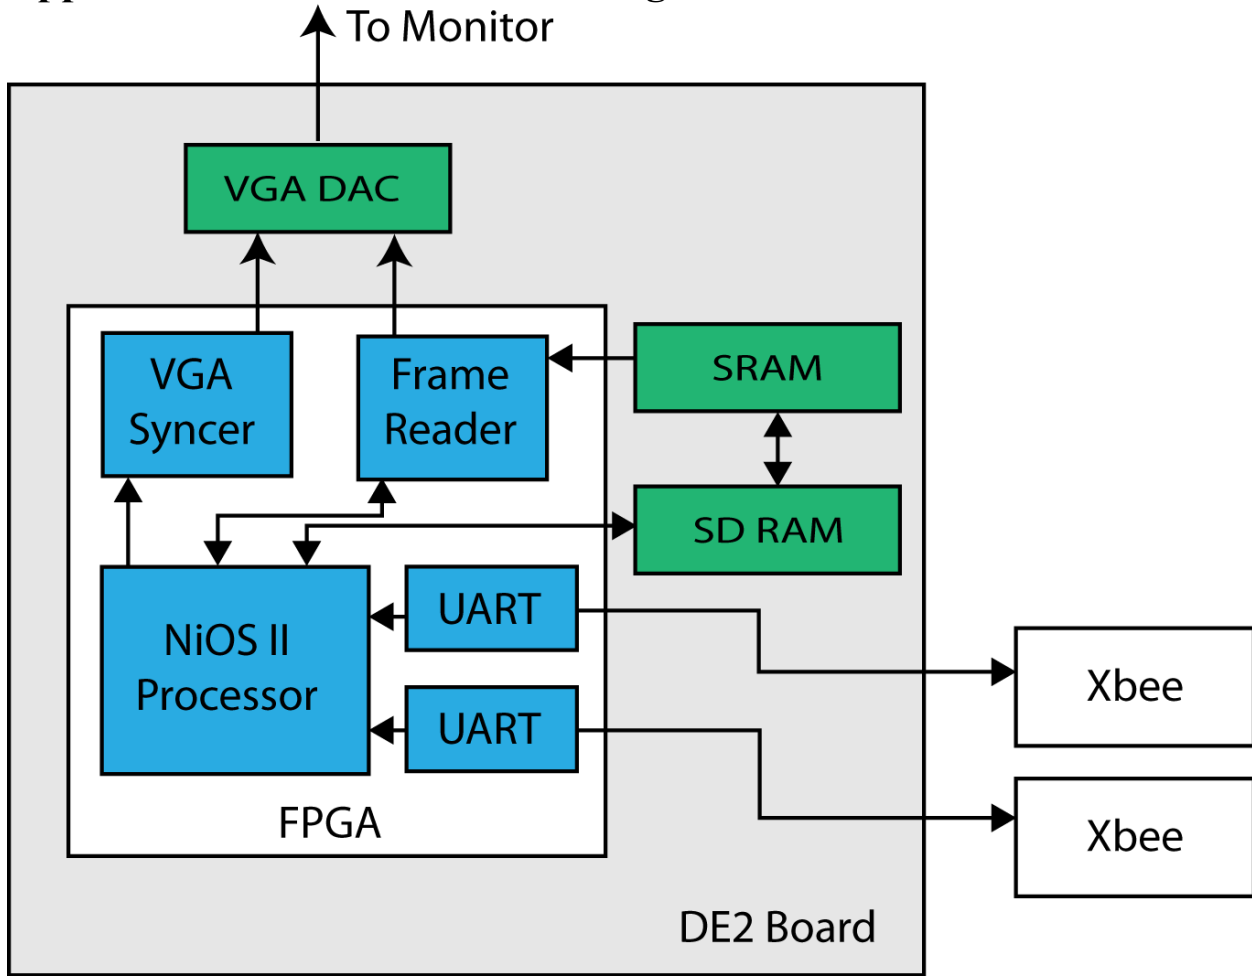 To Monitor
VGA DAC
VGA
Syncer
Frame
Reader
SRAM
SD RAM
NiOS II
Processor
UART
UART
Xbee
Xbee
FPGA
DE2 Board